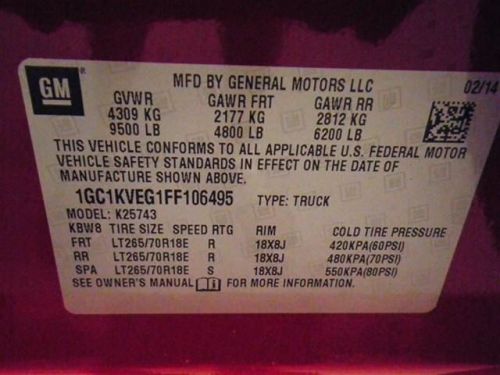 GM
MFD BY GENERAL MOTORS LLC 02/14
GVWR GAWR FRT GAWR RR
4309 KG 2177 KG 2812 KG
9500 LB 4800 LB 6200 LB
THIS VEHICLE CONFORMS TO ALL APPLICABLE U.S. FEDERAL MOTOR
VEHICLE SAFETY STANDARDS IN EFFECT ON THE DATE OF
MANUFACTURE SHOWN ABOVE.
1GC1KVEG1FF106495 TYPE: TRUCK
MODEL: K25743
KBW8 TIRE SIZE SPEED RTG RIM COLD TIRE PRESSURE
FRT LT265/70R18E R 18X8J 420KPA(60PSI)
RR LT265/70R18E R 18X8J 480KPA(70PSI)
SPA LT265/70R18E S 18X8J 550KPA(80PSI)
SEE OWNER'S MANUAL FOR MORE INFORMATION.